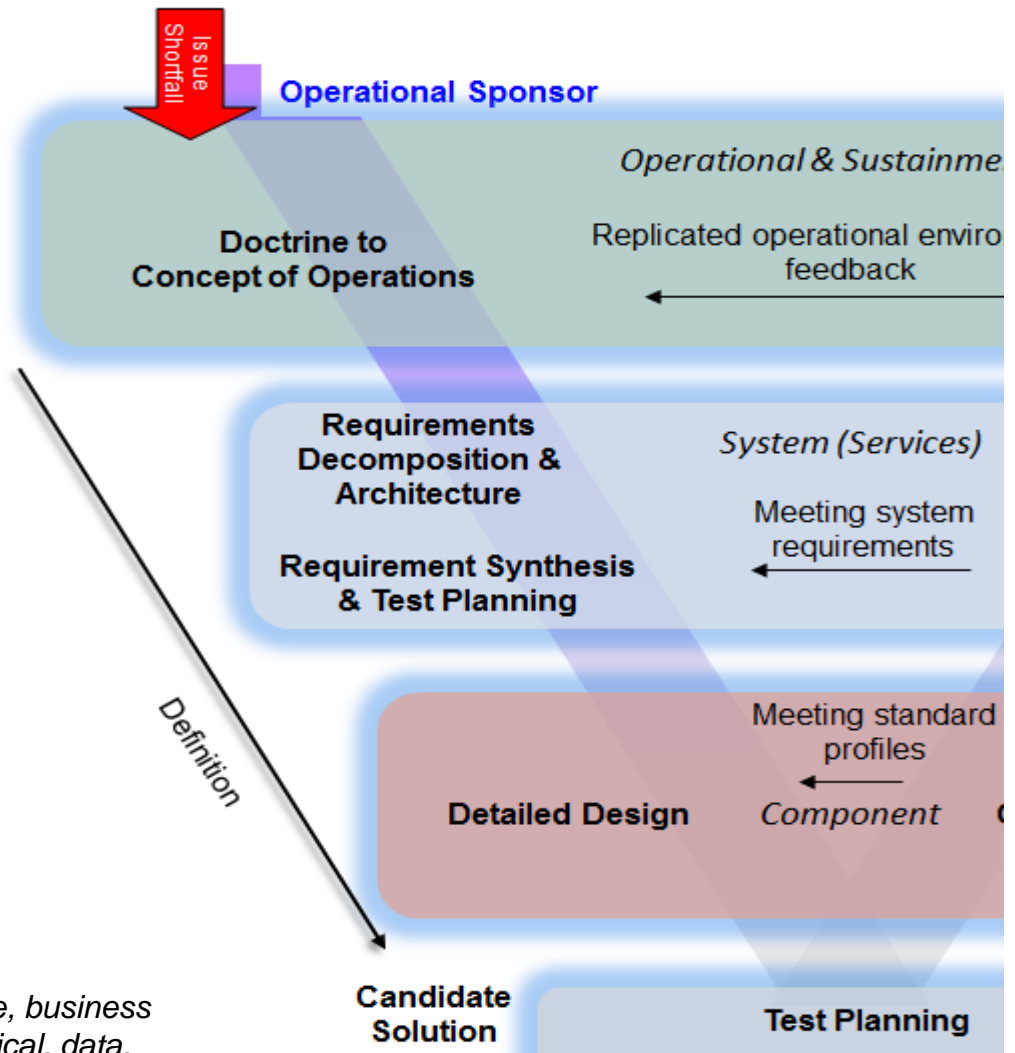 Issue
Shortfall
Operational Sponsor
Operational & Sustainme
Doctrine to
Concept of Operations
Replicated operational enviro
feedback
Requirements
Decomposition &
Architecture
System (Services)
Meeting system
requirements
Requirement Synthesis
& Test Planning
Definition
Meeting standard
profiles
Detailed Design
Component
Candidate
Solution
Test Planning
e, business
ical, data,